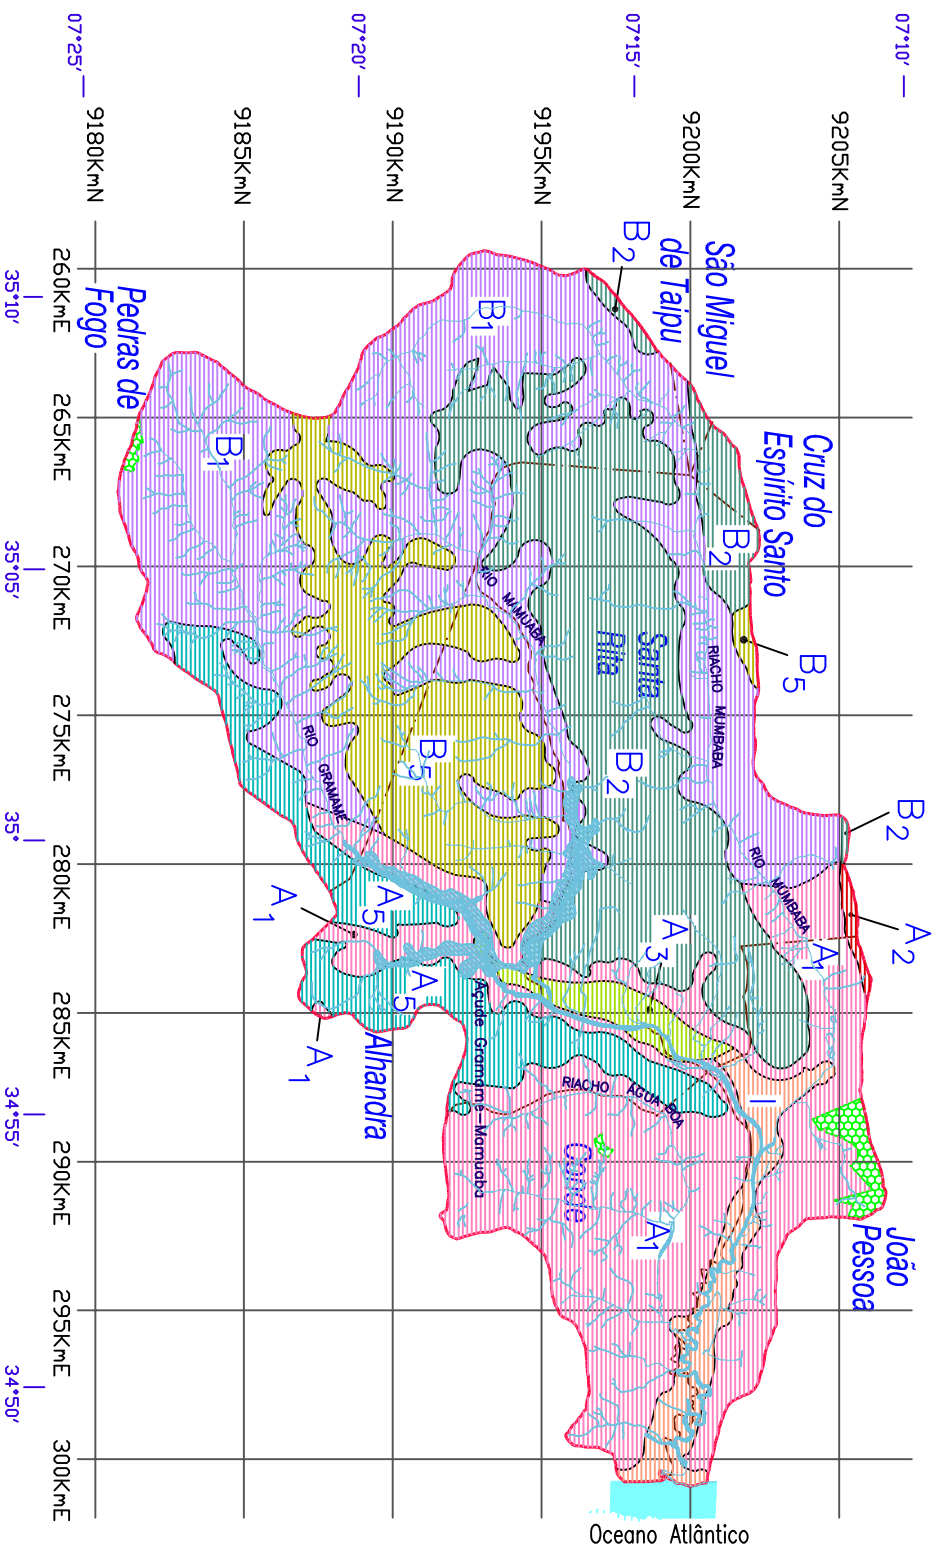 07°25'
07°20'
07°15'
07°10'
9180KmN
9185KmN
9190KmN
9195KmN
9200KmN
9205KmN
260KmE
265KmE
270KmE
275KmE
280KmE
285KmE
290KmE
295KmE
300KmE
35°10'
35°05'
35°
34°55'
34°50'
São Miguel
de Taipu
Cruz do
Espírito Santo
Pedras de
Fogo
Santa
Rita
Alhandra
Conde
João
Pessoa
B2
B1
B1
B2
B5
B2
B5
B2
A2
A1
A3
A5
A1
A5
A1
I
A1
RIO MAMUABA
RIACHO MUMBABA
RIO GRAMAME
RIO MUMBABA
RIACHO ÁGUA BOA
Açude Gramame-Mamuaba
Oceano Atlântico